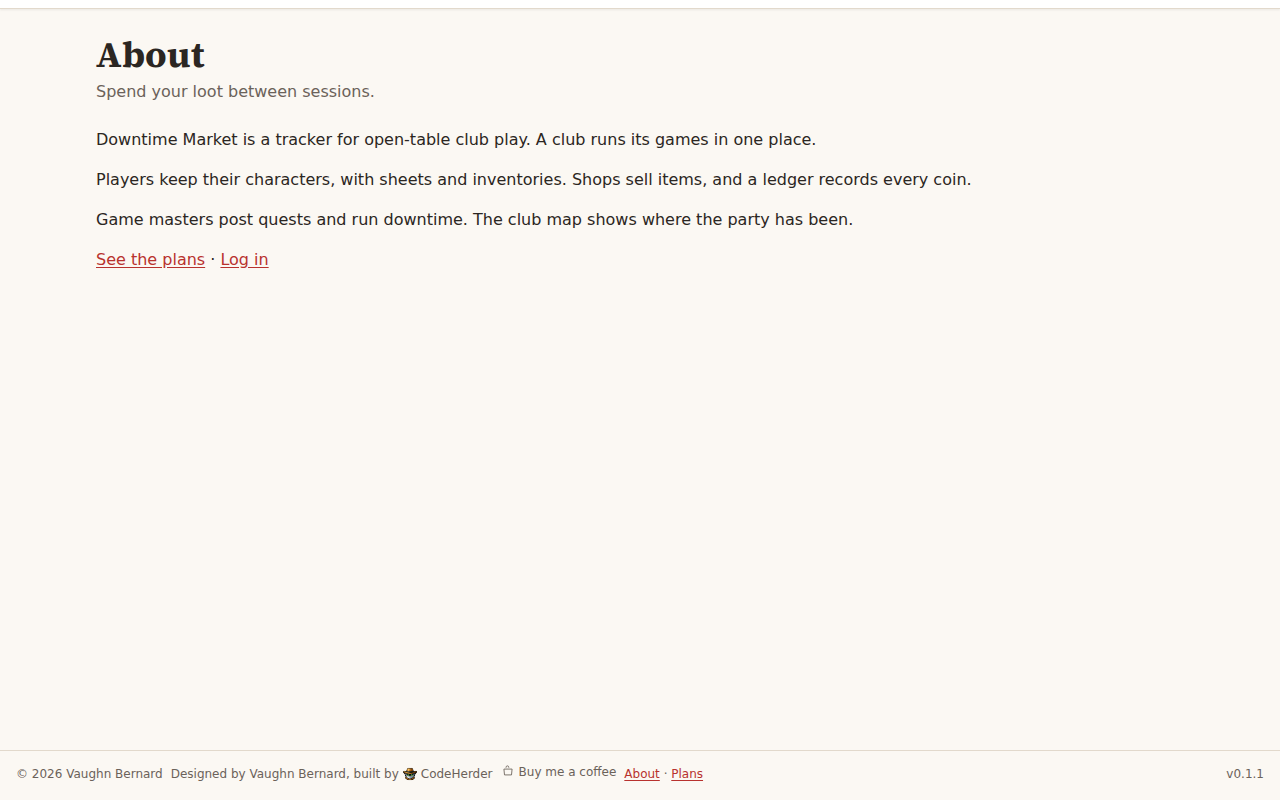 About
Spend your loot between sessions.
Downtime Market is a tracker for open-table club play. A club runs its games in one place.
Players keep their characters, with sheets and inventories. Shops sell items, and a ledger records every coin.
Game masters post quests and run downtime. The club map shows where the party has been.
See the plans · Log in
© 2026 Vaughn Bernard Designed by Vaughn Bernard, built by CodeHerder Buy me a coffee About · Plans v0.1.1